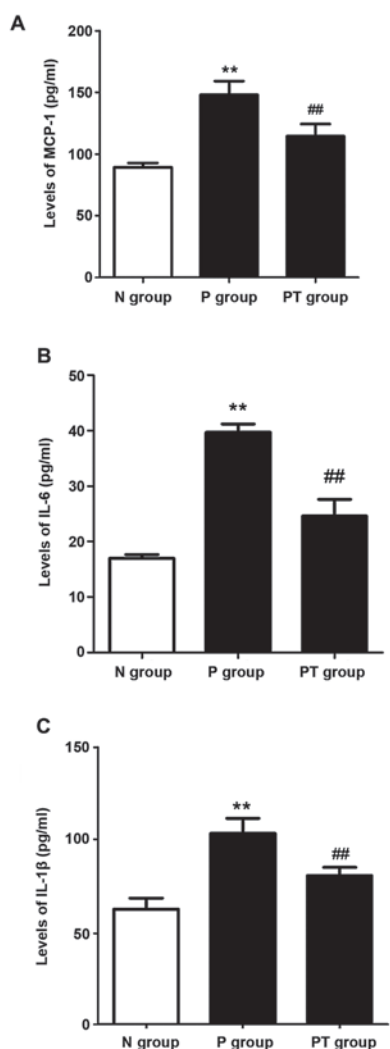 A
Levels of MCP-1 (pg/ml)
200
150
100
50
0
**
##
N group P group PT group
B
Levels of IL-6 (pg/ml)
50
40
30
20
10
0
**
##
N group P group PT group
C
Levels of IL-1β (pg/ml)
150
100
50
0
**
##
N group P group PT group